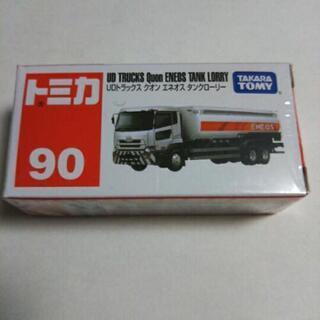 トミカ
UD TRUCKS Quon ENEOS TANK LORRY
UDトラックス クオン エネオス タンクローリー
TAKARA
TOMY
ENEOS
90